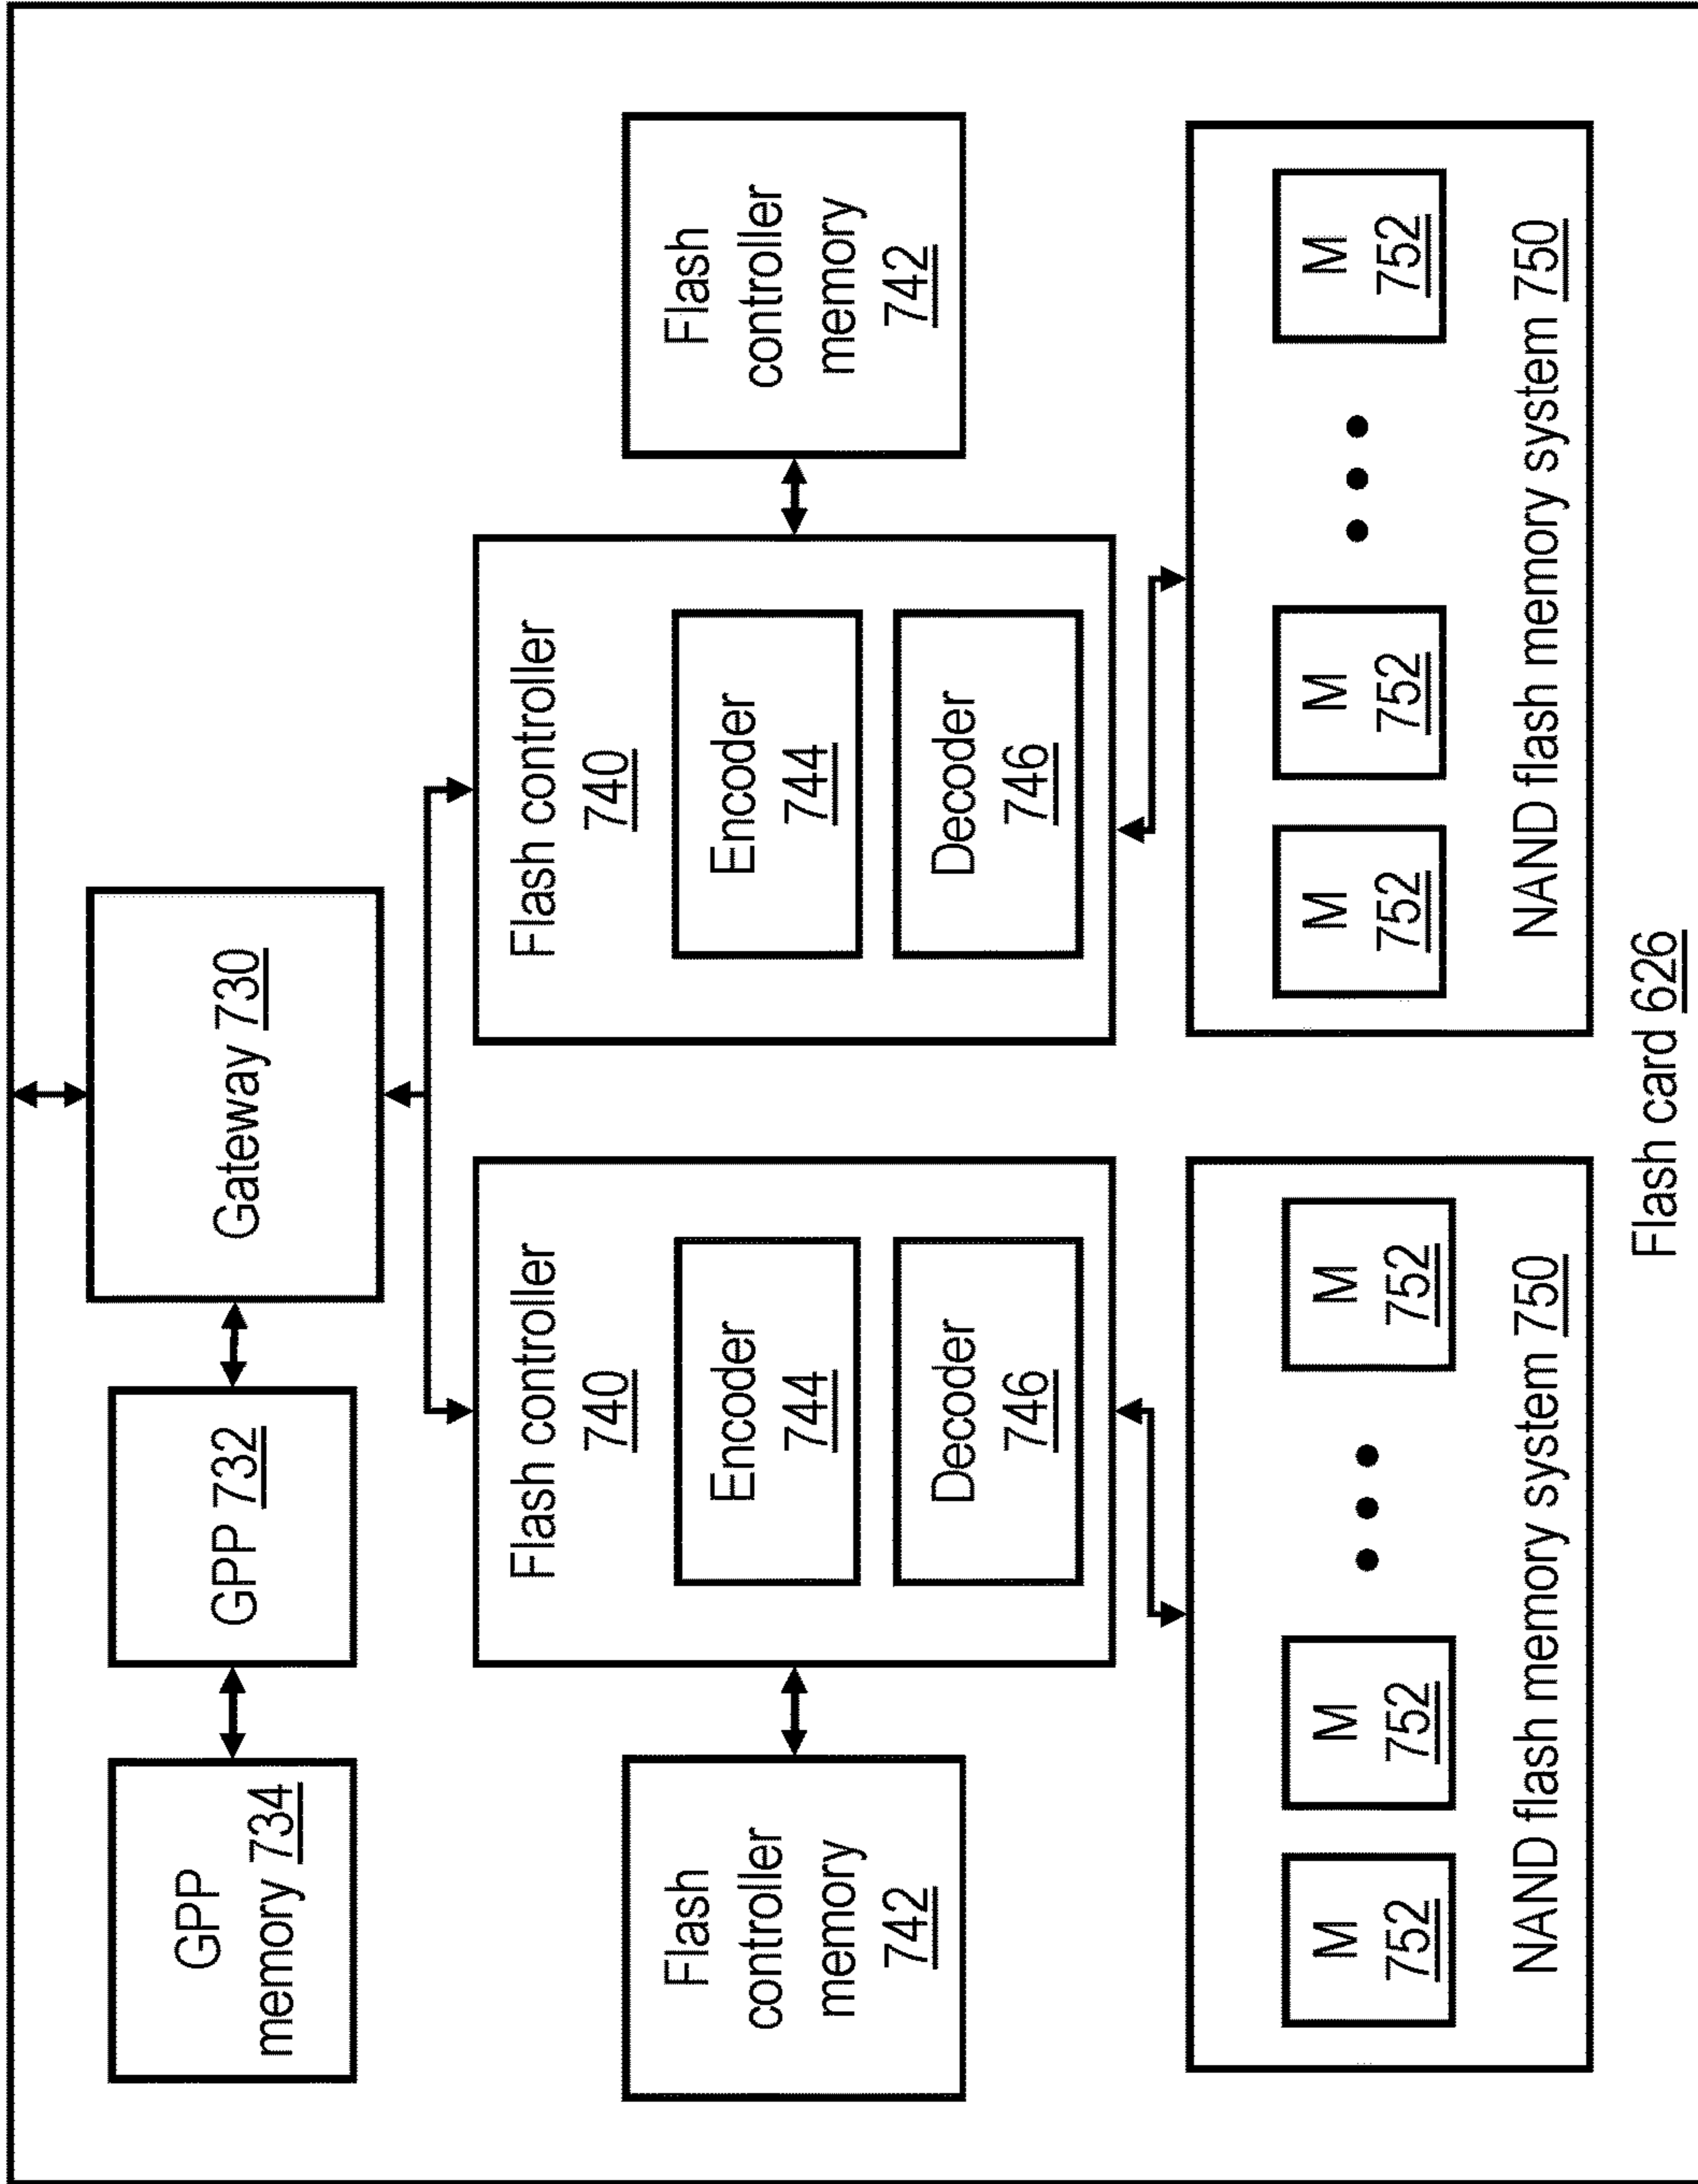 GPP
memory 734
GPP 732
Gateway 730
Flash
controller
memory
742
Flash controller
740
Encoder
744
Decoder
746
Flash controller
740
Encoder
744
Decoder
746
Flash
controller
memory
742
M
752
M
752
M
752
NAND flash memory system 750
M
752
M
752
M
752
NAND flash memory system 750
Flash card 626